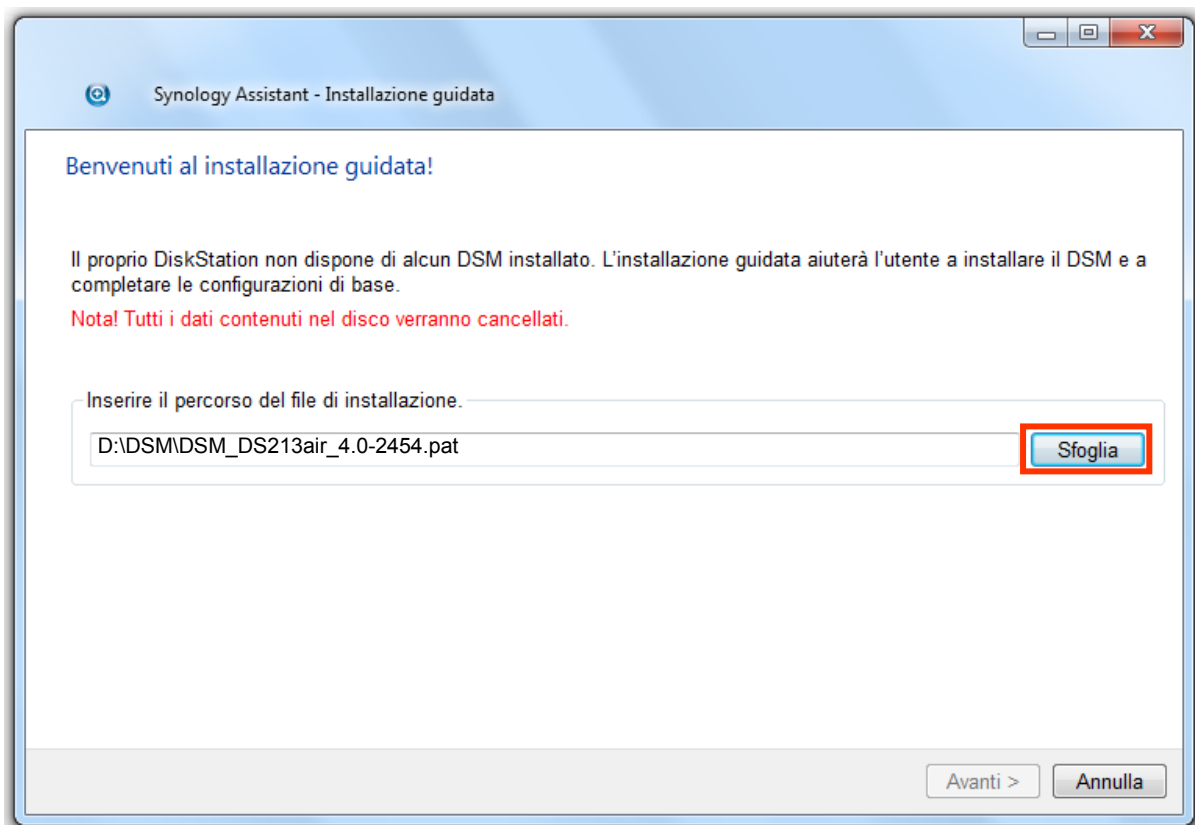 Synology Assistant - Installazione guidata
Benvenuti al installazione guidata!
Il proprio DiskStation non dispone di alcun DSM installato. L'installazione guidata aiuterà l'utente a installare il DSM e a
completare le configurazioni di base.
Nota! Tutti i dati contenuti nel disco verranno cancellati.
Inserire il percorso del file di installazione.
D:\DSM\DSM_DS213air_4.0-2454.pat
Sfoglia
Avanti >
Annulla